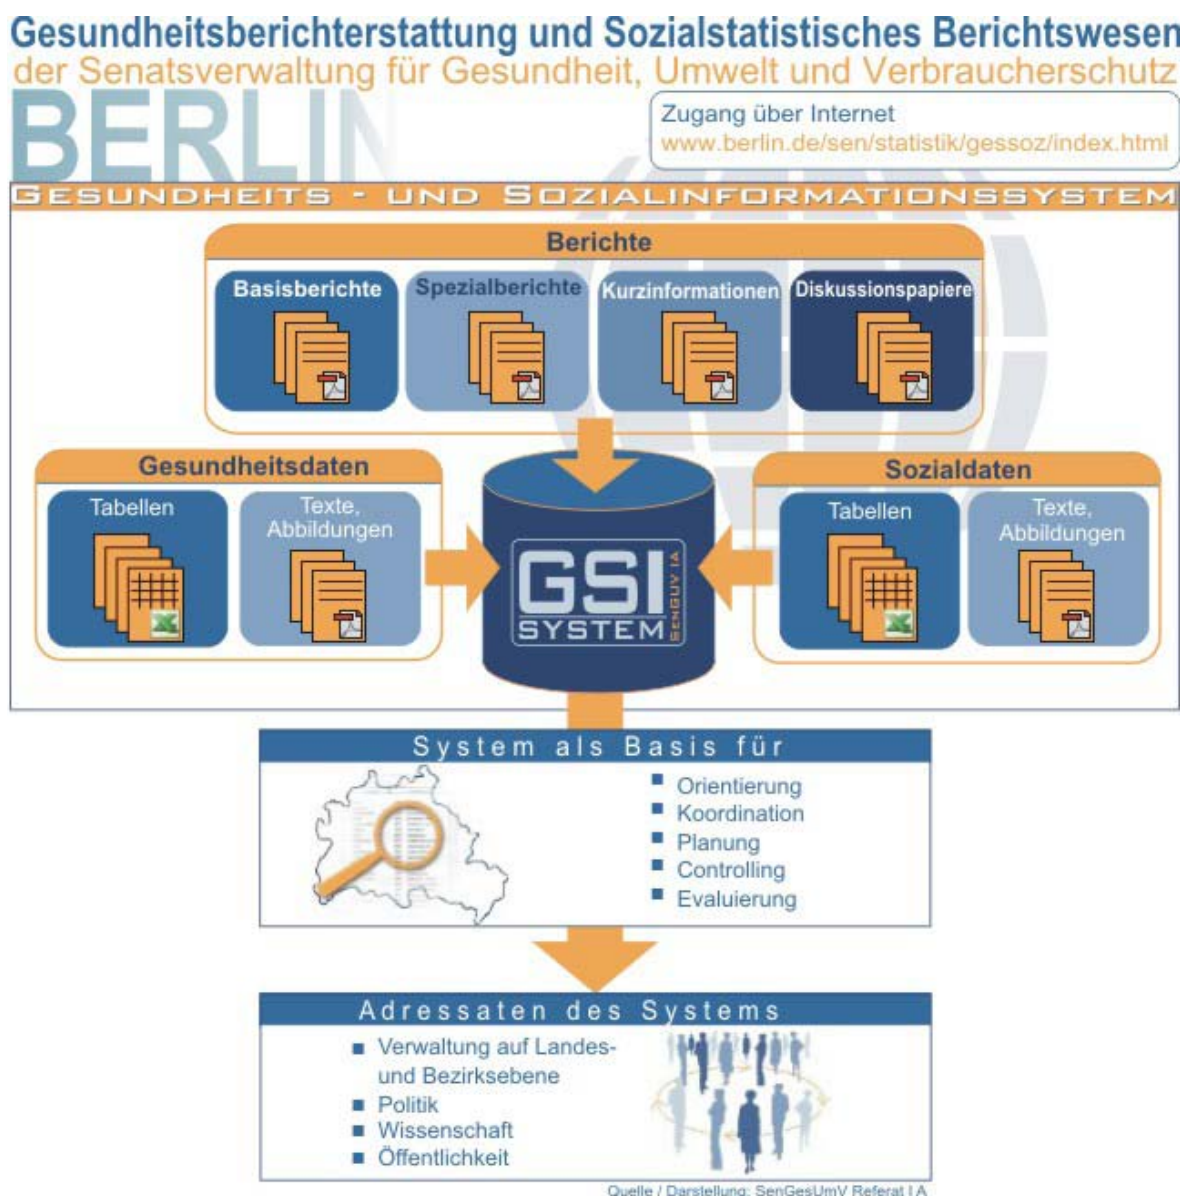 Gesundheitsberichterstattung und Sozialstatistisches Berichtswesen
der Senatsverwaltung für Gesundheit, Umwelt und Verbraucherschutz
BERLIN
Zugang über Internet
www.berlin.de/sen/statistik/gessoz/index.html
GESUNDHEITS - UND SOZIALINFORMATIONSSYSTEM
Berichte
Basisberichte
Spezialberichte
Kurzinformationen
Diskussionspapiere
Gesundheitsdaten
Tabellen
Texte,
Abbildungen
GSI
SYSTEM
SENGUV IA
Sozialdaten
Tabellen
Texte,
Abbildungen
System als Basis für
Orientierung
Koordination
Planung
Controlling
Evaluierung
Adressaten des Systems
Verwaltung auf Landes-
und Bezirksebene
Politik
Wissenschaft
Öffentlichkeit
Quelle / Darstellung: SenGesUmV Referat I A